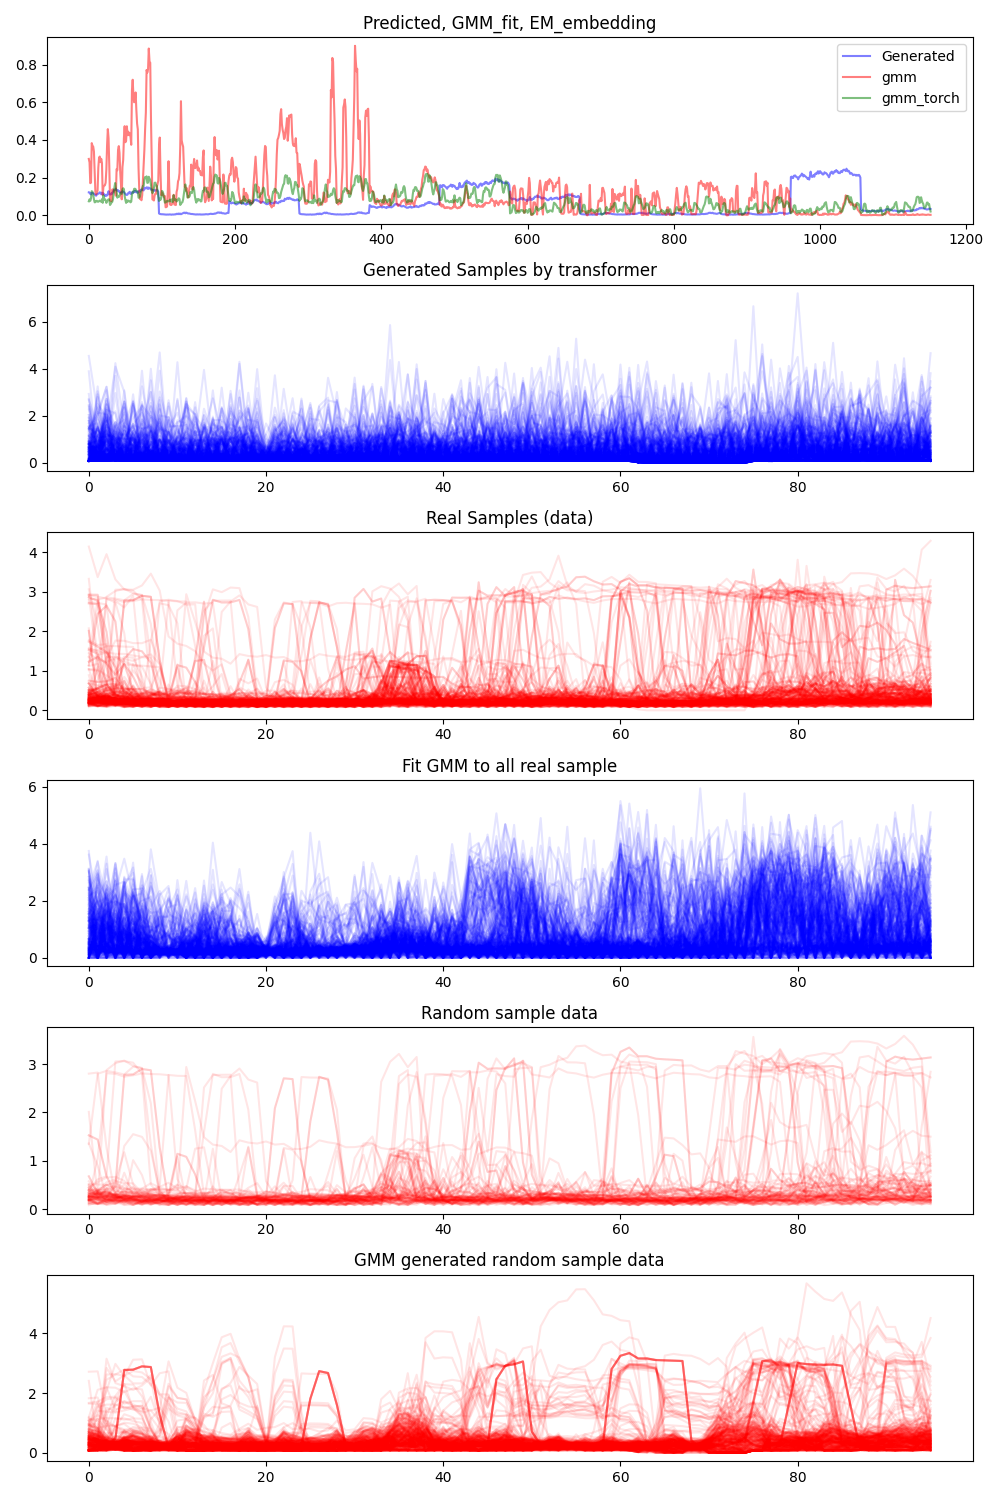 Predicted, GMM_fit, EM_embedding
0.8
0.6
0.4
0.2
0.0
Generated
gmm
gmm_torch
0 200 400 600 800 1000 1200
Generated Samples by transformer
6
4
2
0
0 20 40 60 80
Real Samples (data)
4
3
2
1
0
0 20 40 60 80
Fit GMM to all real sample
6
4
2
0
0 20 40 60 80
Random sample data
3
2
1
0
0 20 40 60 80
GMM generated random sample data
4
2
0
0 20 40 60 80